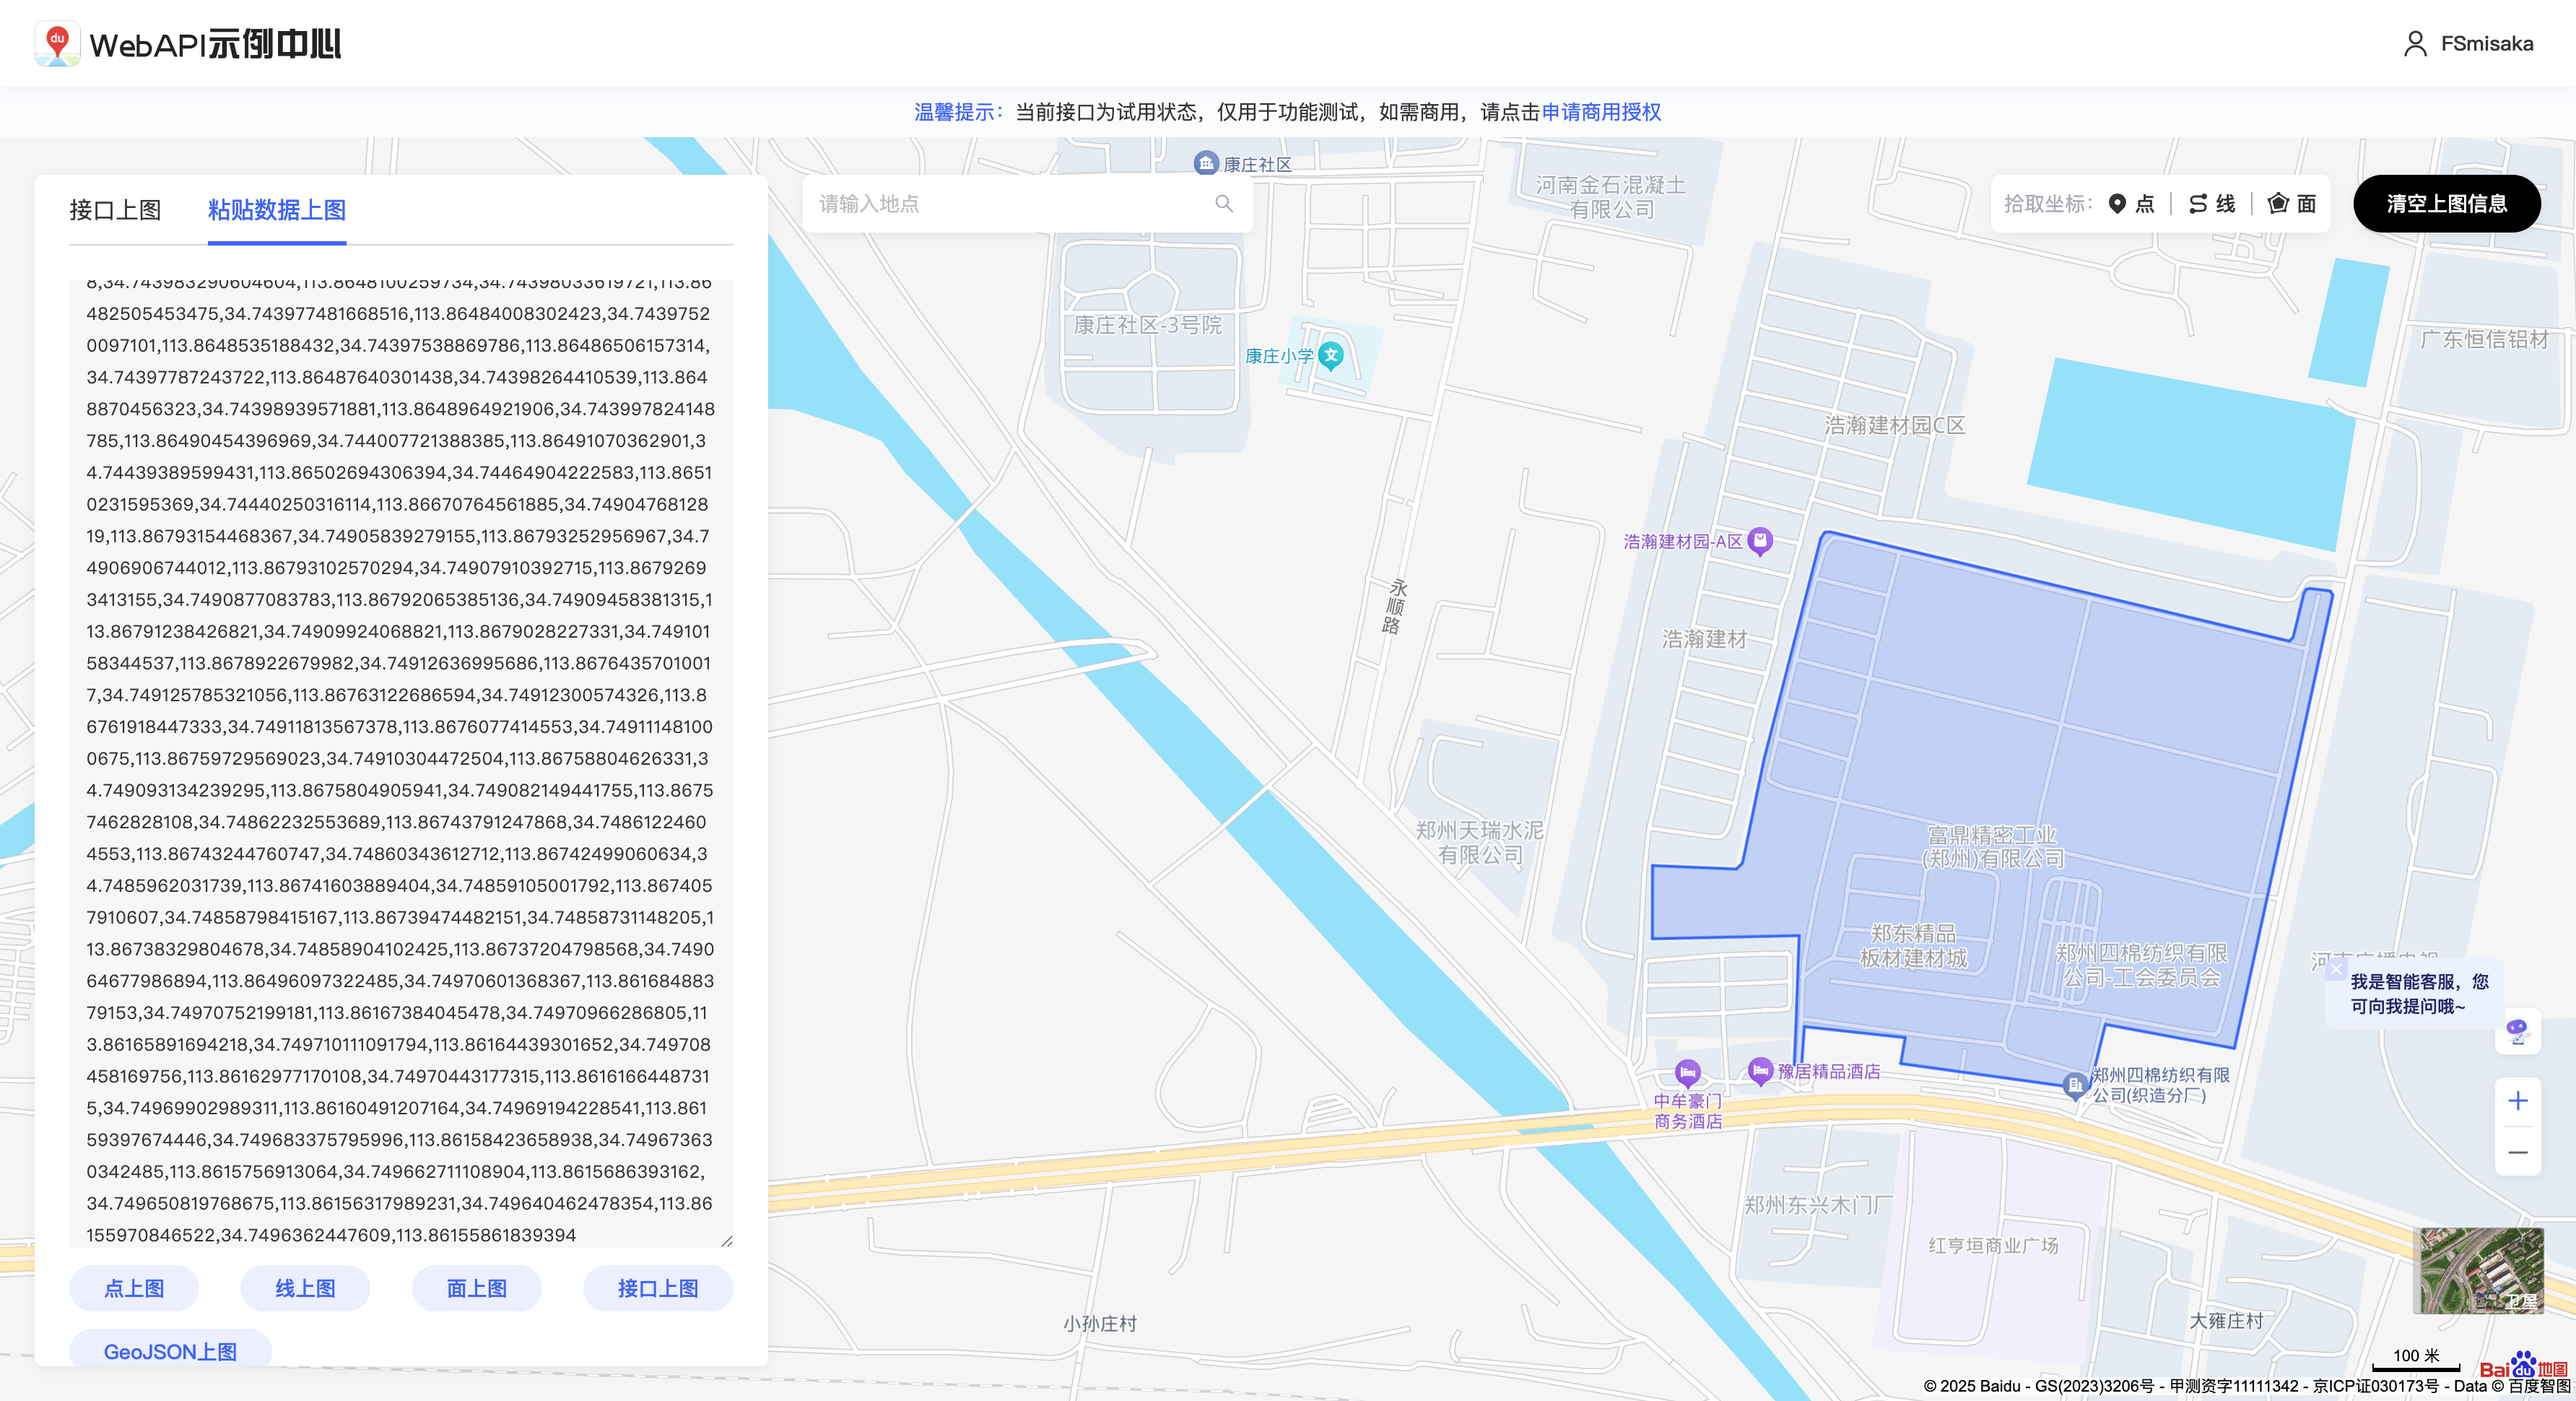 du WebAPI示例中心
FSmisaka
温馨提示：当前接口为试用状态，仅用于功能测试，如需商用，请点击申请商用授权
接口上图
粘贴数据上图
8,34.743983290604604,113.8648100259734,34.74398033619721,113.86
482505453475,34.743977481668516,113.86484008302423,34.7439752
0097101,113.8648535188432,34.74397538869786,113.86486506157314,
34.74397787243722,113.86487640301438,34.74398264410539,113.864
8870456323,34.74398939571881,113.8648964921906,34.743997824148
785,113.86490454396969,34.744007721388385,113.86491070362901,3
4.74439389599431,113.86502694306394,34.74464904222583,113.8651
0231595369,34.74440250316114,113.86670764561885,34.74904768128
19,113.86793154468367,34.74905839279155,113.86793252956967,34.7
4906906744012,113.86793102570294,34.74907910392715,113.8679269
3413155,34.7490877083783,113.86792065385136,34.74909458381315,1
13.86791238426821,34.74909924068821,113.8679028227331,34.749101
58344537,113.8678922679982,34.74912636995686,113.8676435701001
7,34.749125785321056,113.86763122686594,34.74912300574326,113.8
6761918447333,34.74911813567378,113.8676077414553,34.74911148100
0675,113.86759729569023,34.74910304472504,113.86758804626331,3
4.749093134239295,113.8675804905941,34.749082149441755,113.8675
7462828108,34.74862232553689,113.86743791247868,34.7486122460
4553,113.86743244760747,34.74860343612712,113.86742499060634,3
4.7485962031739,113.86741603889404,34.74859105001792,113.867405
7910607,34.74858798415167,113.86739474482151,34.74858731148205,1
13.86738329804678,34.74858904102425,113.86737204798568,34.7490
64677986894,113.86496097322485,34.74970601368367,113.861684883
79153,34.74970752199181,113.86167384045478,34.74970966286805,11
3.86165891694218,34.749710111091794,113.86164439301652,34.749708
458169756,113.86162977170108,34.74970443177315,113.8616166448731
5,34.74969902989311,113.86160491207164,34.74969194228541,113.861
59397674446,34.749683375795996,113.86158423658938,34.74967363
0342485,113.8615756913064,34.749662711108904,113.8615686393162,
34.749650819768675,113.86156317989231,34.749640462478354,113.86
155970846522,34.7496362447609,113.86155861839394
点上图
线上图
面上图
接口上图
GeoJSON上图
请输入地点
拾取坐标：
点
线
面
清空上图信息
康庄社区
河南金石混凝土
有限公司
康庄社区-3号院
康庄小学
文
广东恒信铝材
浩瀚建材园C区
浩瀚建材园-A区
永顺路
浩瀚建材
郑州天瑞水泥
有限公司
富鼎精密工业
(郑州)有限公司
郑东精品
板材建材城
郑州四棉纺织有限
公司-工会委员会
我是智能客服，您
可向我提问哦~
豫居精品酒店
中牟豪门
商务酒店
郑州四棉纺织有限
公司(织造分厂)
郑州东兴木门厂
红亨垣商业广场
小孙庄村
大雍庄村
卫星
100 米
Bai du 地图
© 2025 Baidu - GS(2023)3206号 - 甲测资字11111342 - 京ICP证030173号 - Data © 百度智图